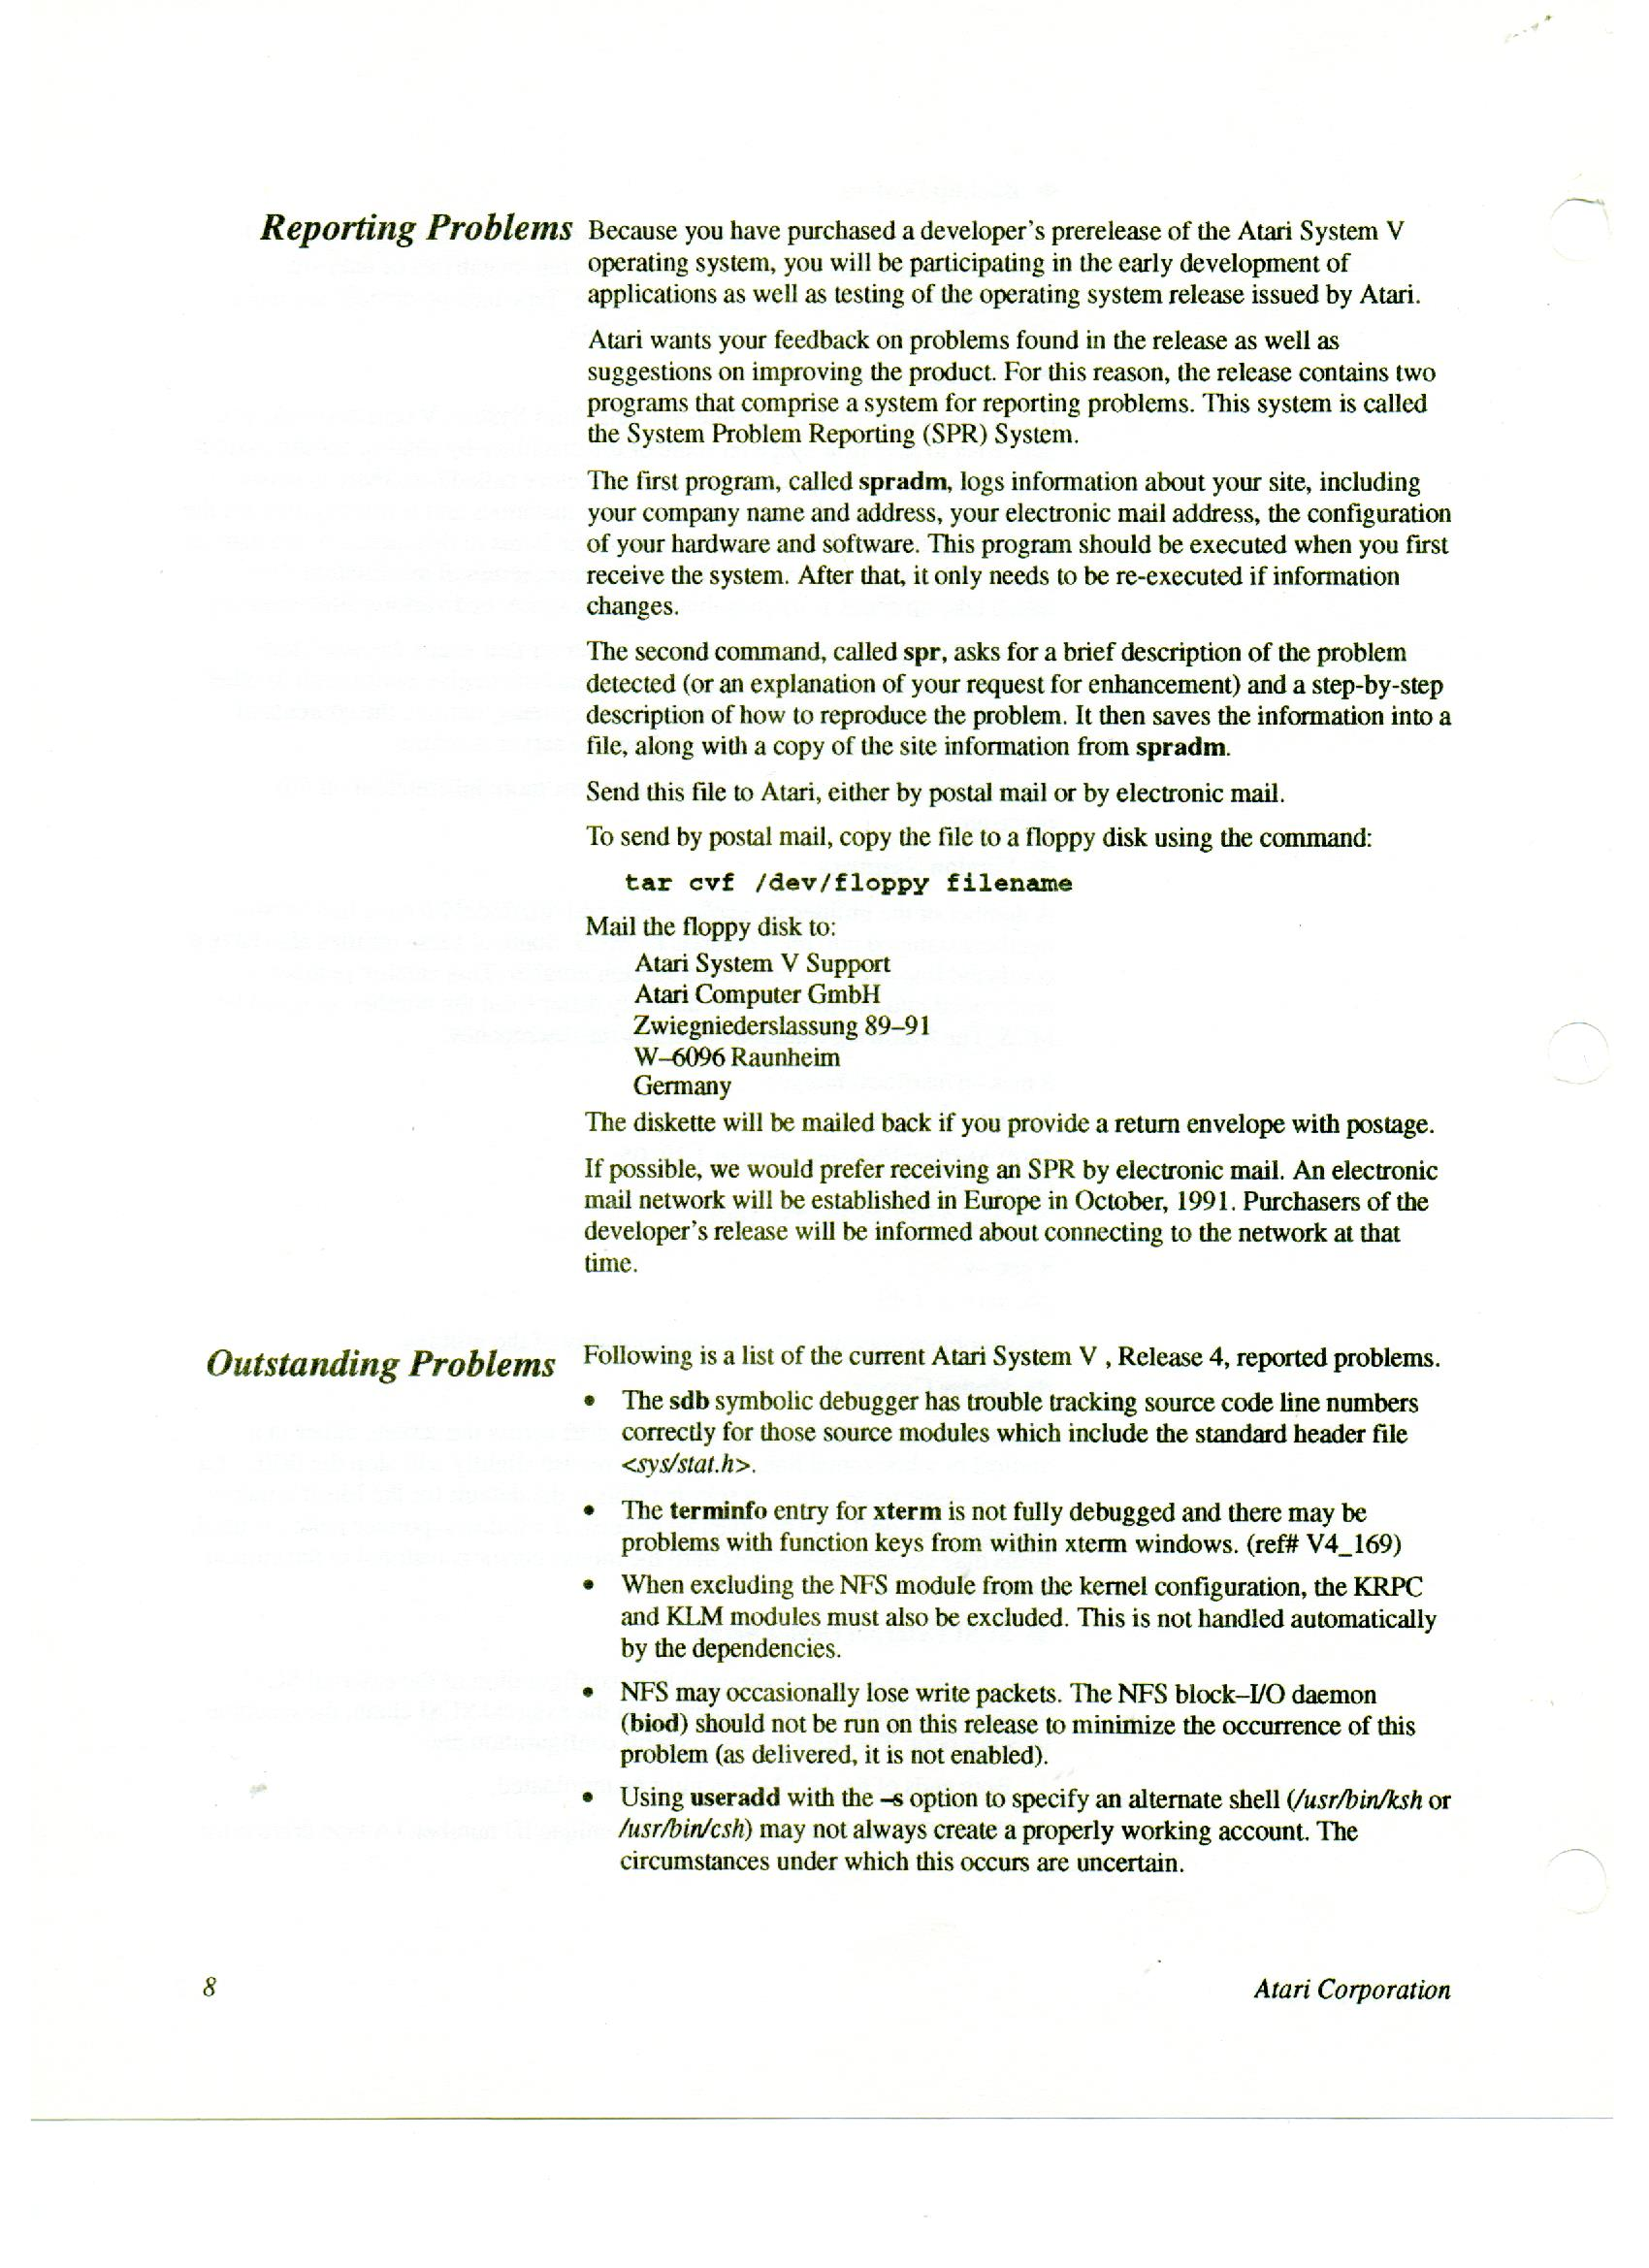 Reporting Problems Because you have purchased a developer's prerelease of the Atari System V
operating system, you will be participating in the early development of
applications as well as testing of the operating system release issued by Atari.
Atari wants your feedback on problems found in the release as well as
suggestions on improving the product. For this reason, the release contains two
programs that comprise a system for reporting problems. This system is called
the System Problem Reporting (SPR) System.
The first program, called spradm, logs information about your site, including
your company name and address, your electronic mail address, the configuration
of your hardware and software. This program should be executed when you first
receive the system. After that, it only needs to be re-executed if information
changes.
The second command, called spr, asks for a brief description of the problem
detected (or an explanation of your request for enhancement) and a step-by-step
description of how to reproduce the problem. It then saves the information into a
file, along with a copy of the site information from spradm.
Send this file to Atari, either by postal mail or by electronic mail.
To send by postal mail, copy the file to a floppy disk using the command:
tar cvf /dev/floppy filename
Mail the floppy disk to:
Atari System V Support
Atari Computer GmbH
Zwiegniederslassung 89–91
W–6096 Raunheim
Germany
The diskette will be mailed back if you provide a return envelope with postage.
If possible, we would prefer receiving an SPR by electronic mail. An electronic
mail network will be established in Europe in October, 1991. Purchasers of the
developer's release will be informed about connecting to the network at that
time.
Outstanding Problems Following is a list of the current Atari System V , Release 4, reported problems.
• The sdb symbolic debugger has trouble tracking source code line numbers
correctly for those source modules which include the standard header file
<sys/stat.h>.
• The terminfo entry for xterm is not fully debugged and there may be
problems with function keys from within xterm windows. (ref# V4_169)
• When excluding the NFS module from the kernel configuration, the KRPC
and KLM modules must also be excluded. This is not handled automatically
by the dependencies.
• NFS may occasionally lose write packets. The NFS block–I/O daemon
(biod) should not be run on this release to minimize the occurrence of this
problem (as delivered, it is not enabled).
• Using useradd with the –s option to specify an alternate shell (/usr/bin/ksh or
/usr/bin/csh) may not always create a properly working account. The
circumstances under which this occurs are uncertain.
8 Atari Corporation